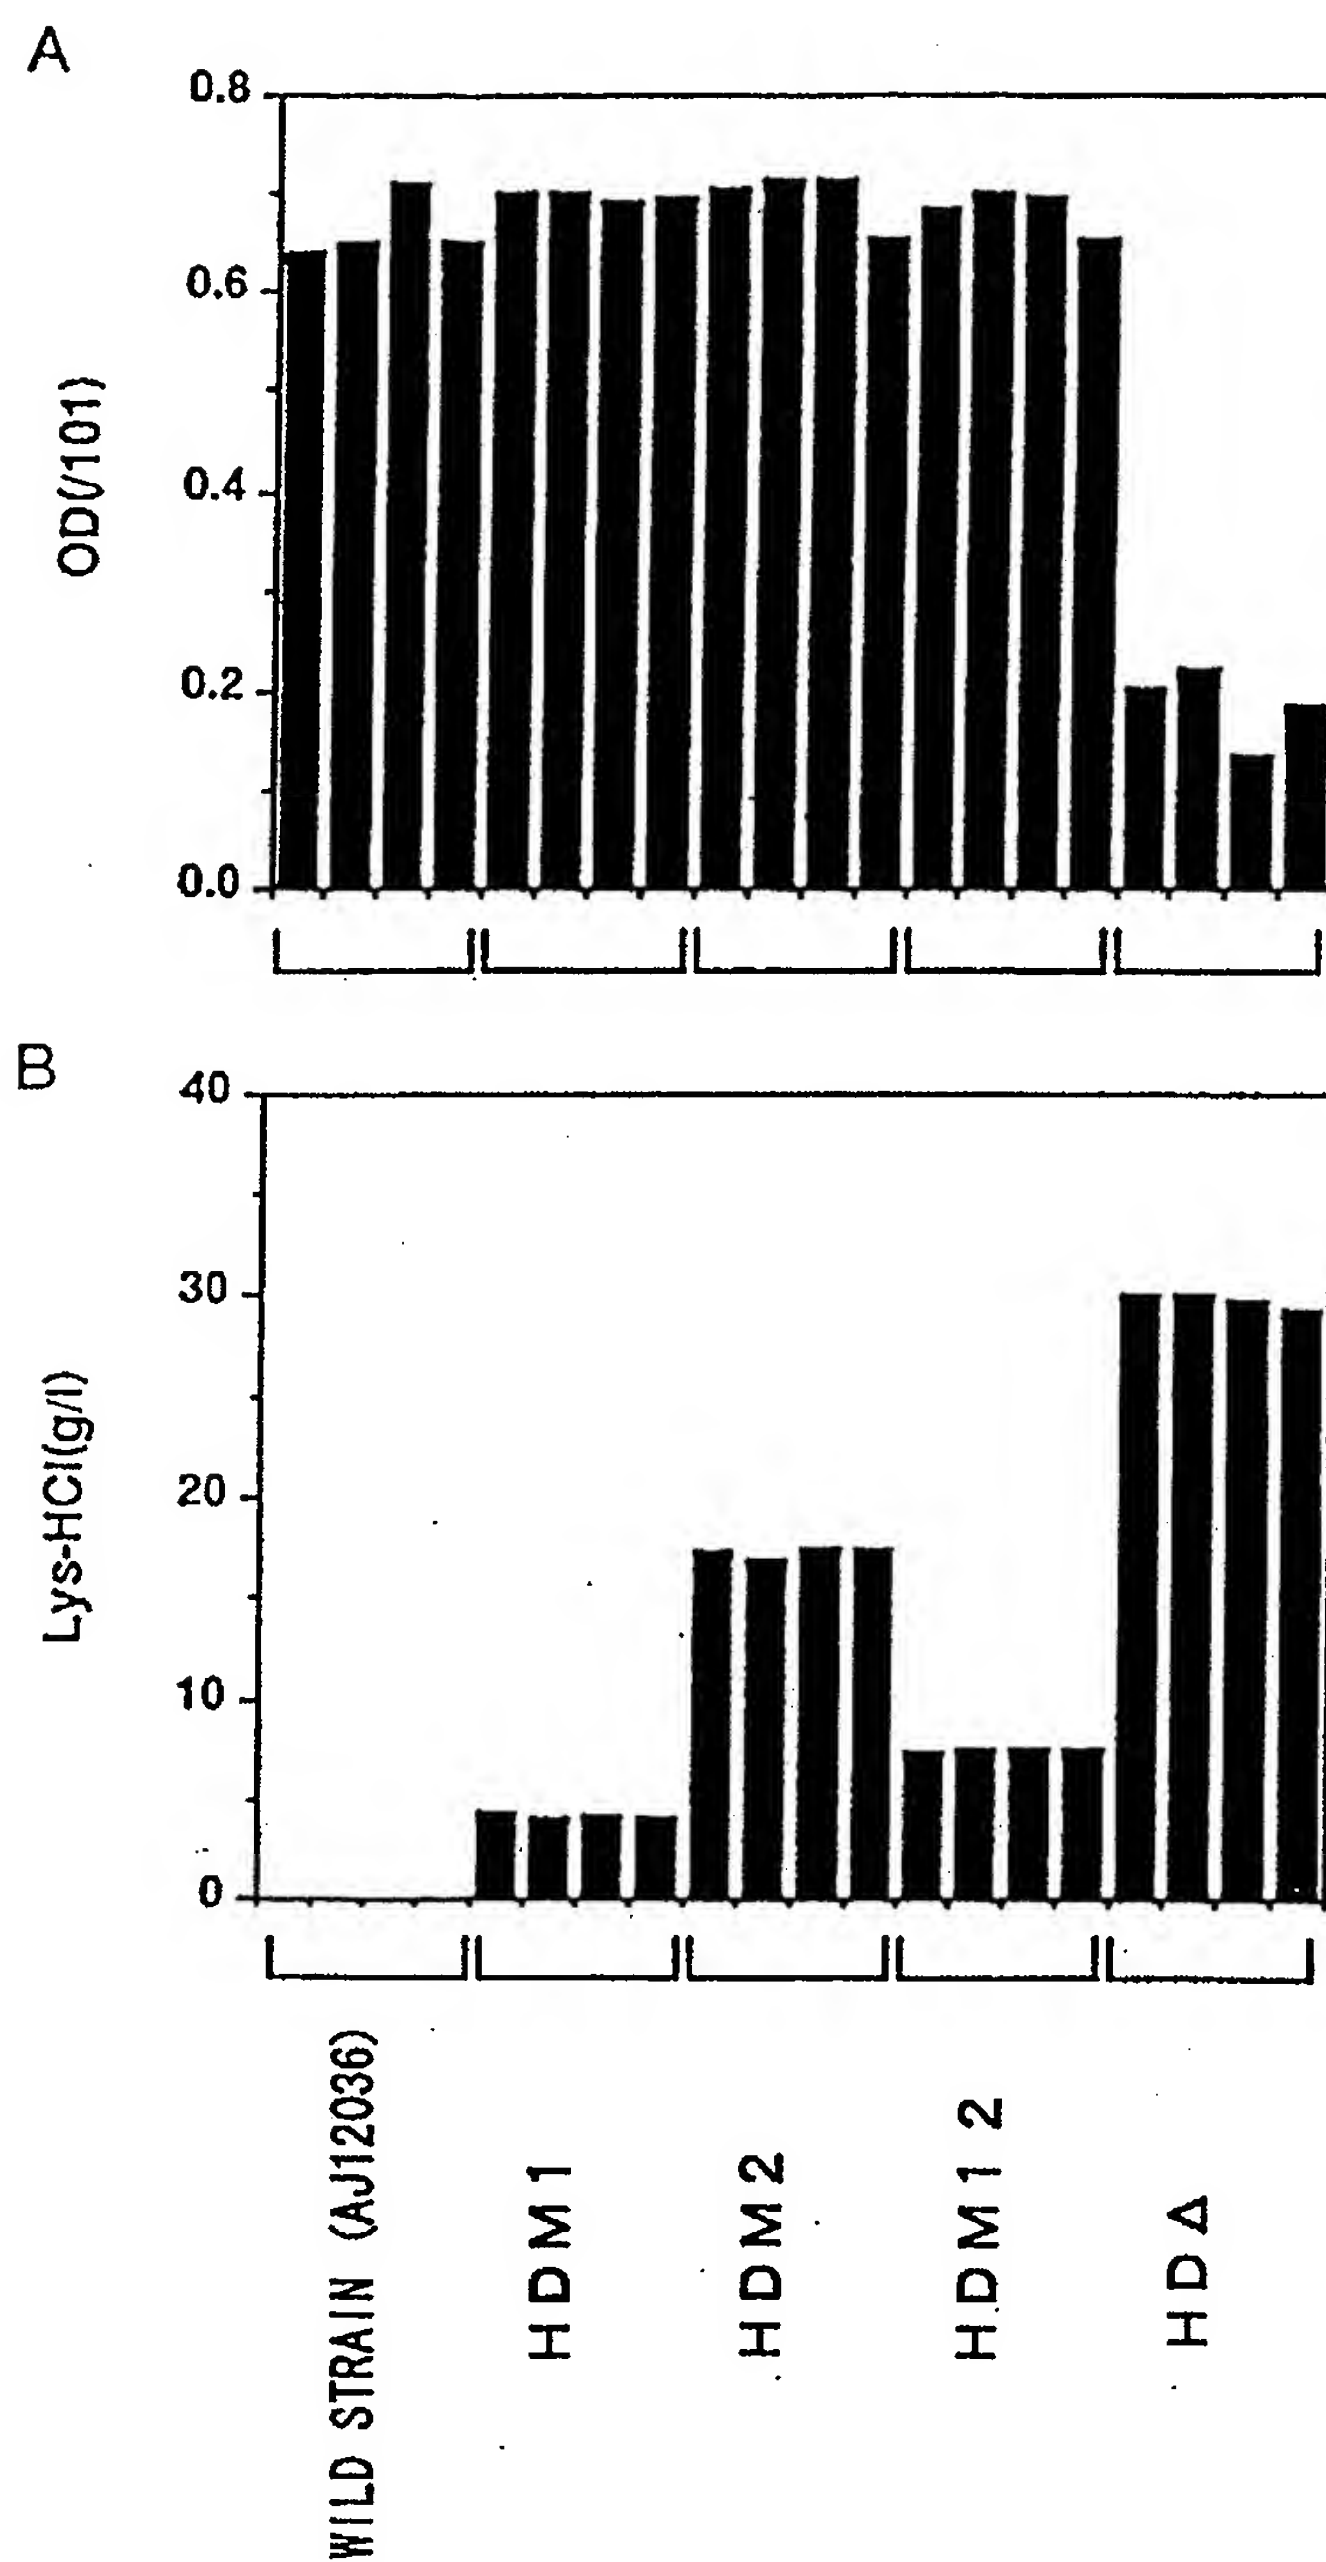 A
0.8
0.6
0.4
0.2
0.0
OD(/101)
B
40
30
20
10
0
Lys-HCl(g/l)
WILD STRAIN (AJ12036)
HDM1
HDM2
HDM12
HDΔ